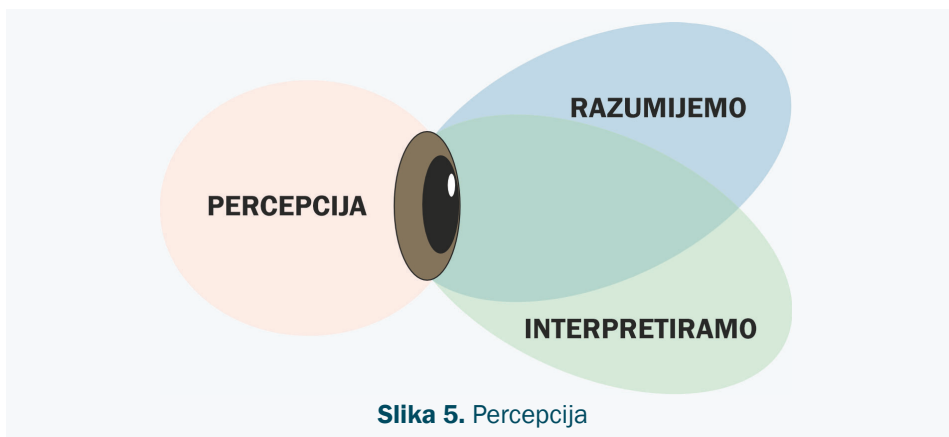 RAZUMIJEMO
PERCEPCIJA
INTERPRETIRAMO
Slika 5. Percepcija